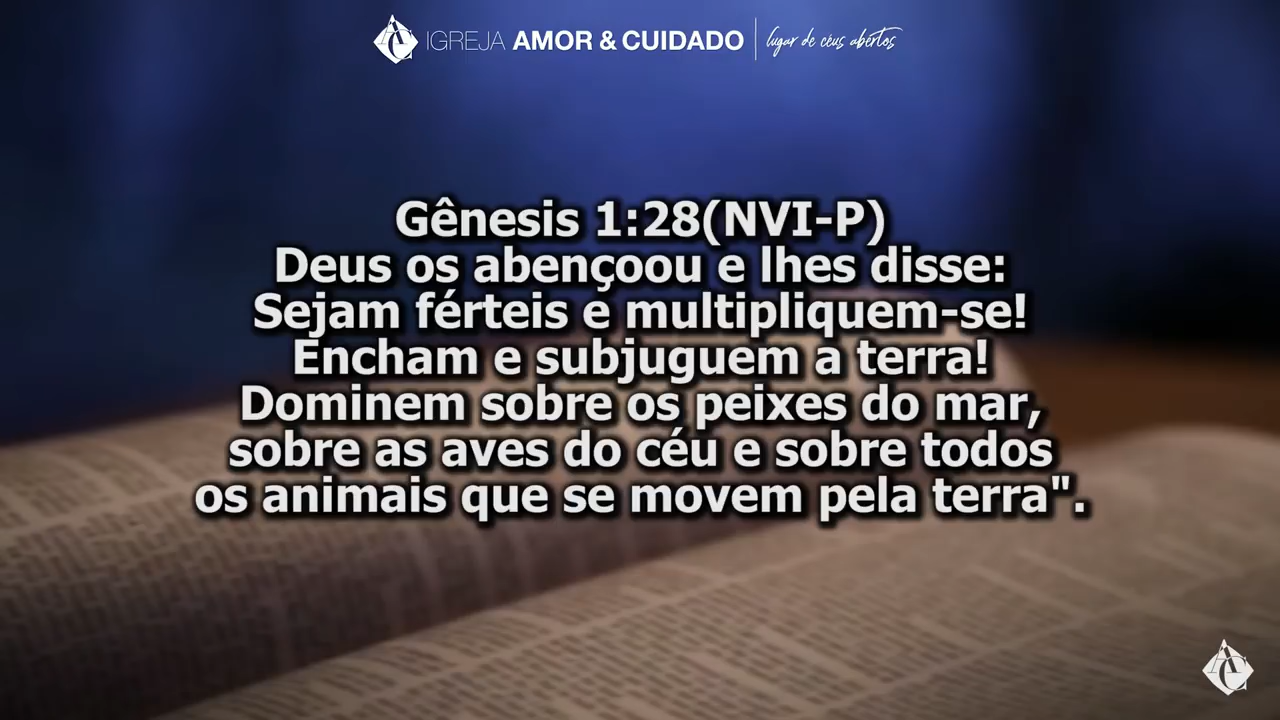 IGREJA AMOR & CUIDADO lugar de céus abertos
Gênesis 1:28(NVI-P)
Deus os abençoou e lhes disse:
Sejam férteis e multipliquem-se!
Encham e subjuguem a terra!
Dominem sobre os peixes do mar,
sobre as aves do céu e sobre todos
os animais que se movem pela terra".
AC